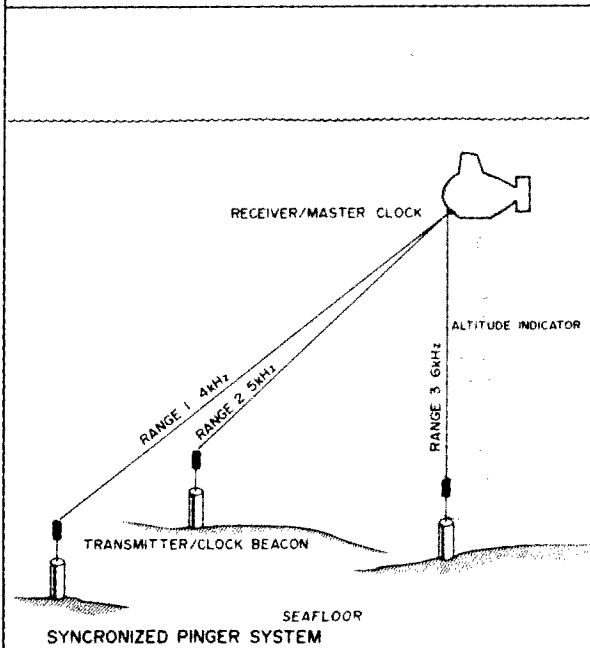 RECEIVER/MASTER CLOCK
ALTITUDE INDICATOR
RANGE 1 4kHz
RANGE 2 5kHz
RANGE 3 6kHz
TRANSMITTER/CLOCK BEACON
SEAFLOOR
SYNCRONIZED PINGER SYSTEM